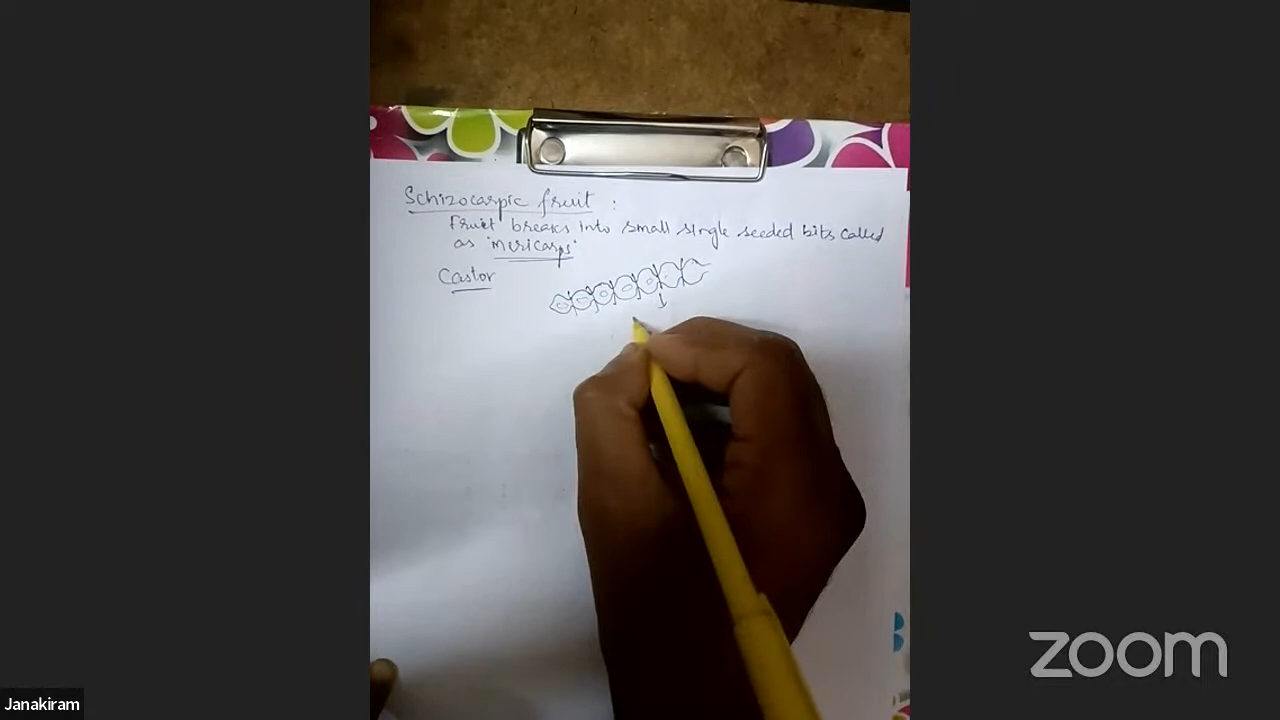 Schizocarpic fruit :
Fruit breaks into small single seeded bits called
as 'Mericarps'
Castor
zoom
Janakiram